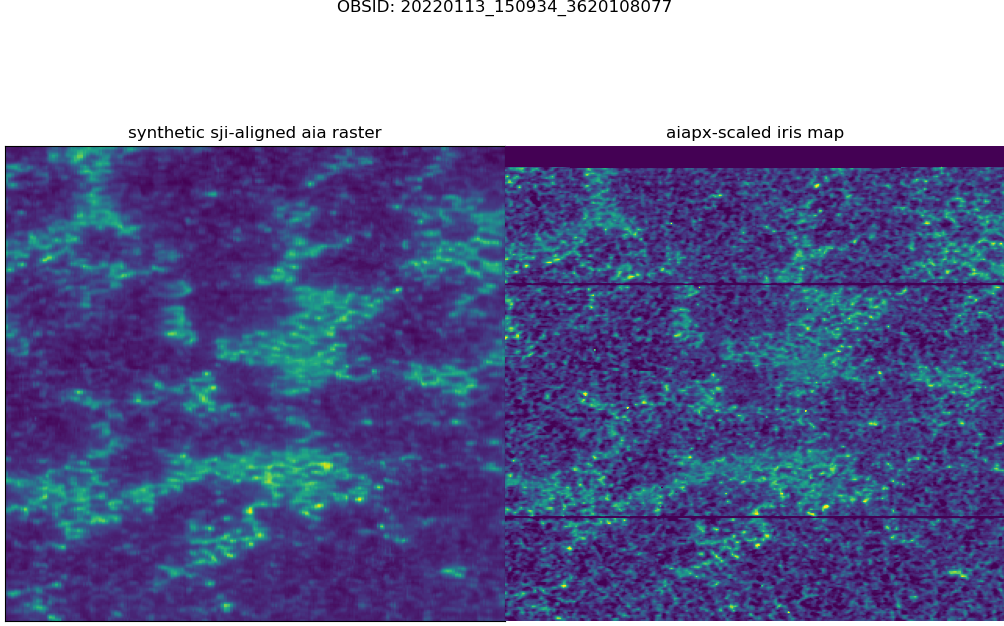 OBSID: 20220113_150934_3620108077
synthetic sji-aligned aia raster
aiapx-scaled iris map